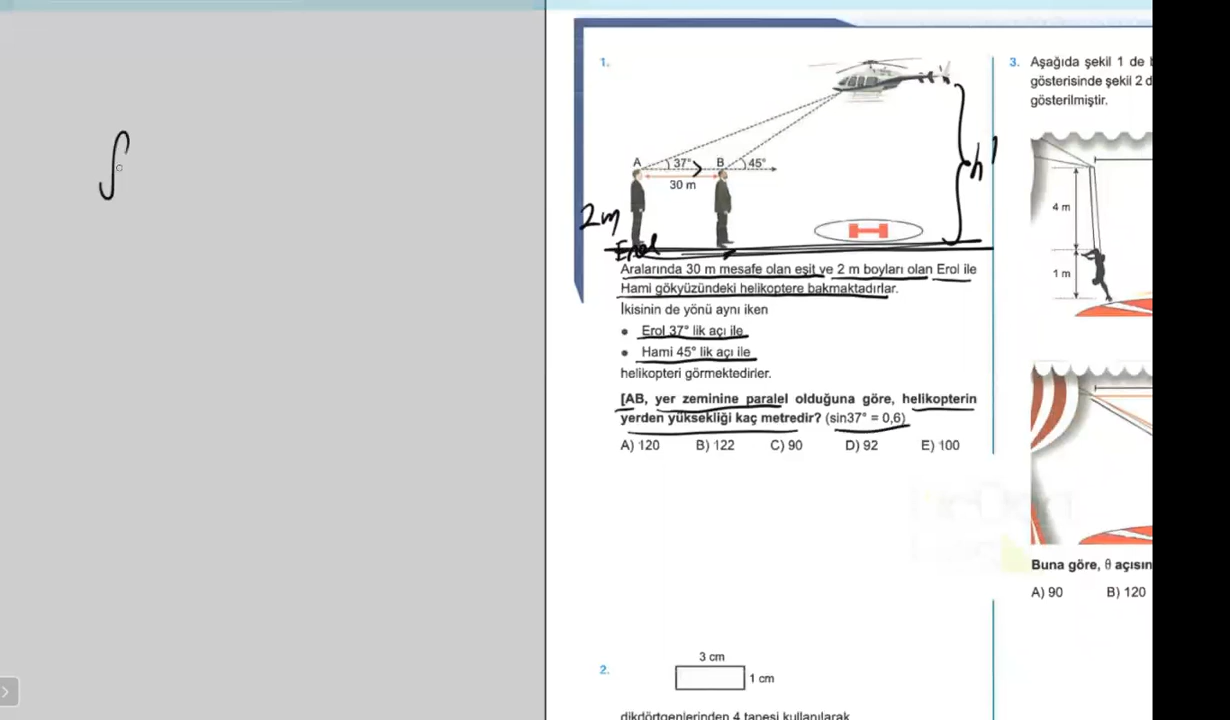 1.
A 37° B 45°
30 m
2m
Erol
h
Aralarında 30 m mesafe olan eşit ve 2 m boyları olan Erol ile
Hami gökyüzündeki helikoptere bakmaktadırlar.
İkisinin de yönü aynı iken
• Erol 37° lik açı ile
• Hami 45° lik açı ile
helikopteri görmektedirler.
[AB, yer zeminine paralel olduğuna göre, helikopterin
yerden yüksekliği kaç metredir? (sin37° = 0,6)
A) 120 B) 122 C) 90 D) 92 E) 100
2.
3 cm
1 cm
dikdörtgenlerinden 4 tanesi kullanılarak
3. Aşağıda şekil 1 de
gösterisinde şekil 2 d
gösterilmiştir.
4 m
1 m
Buna göre, θ açısın
A) 90 B) 120